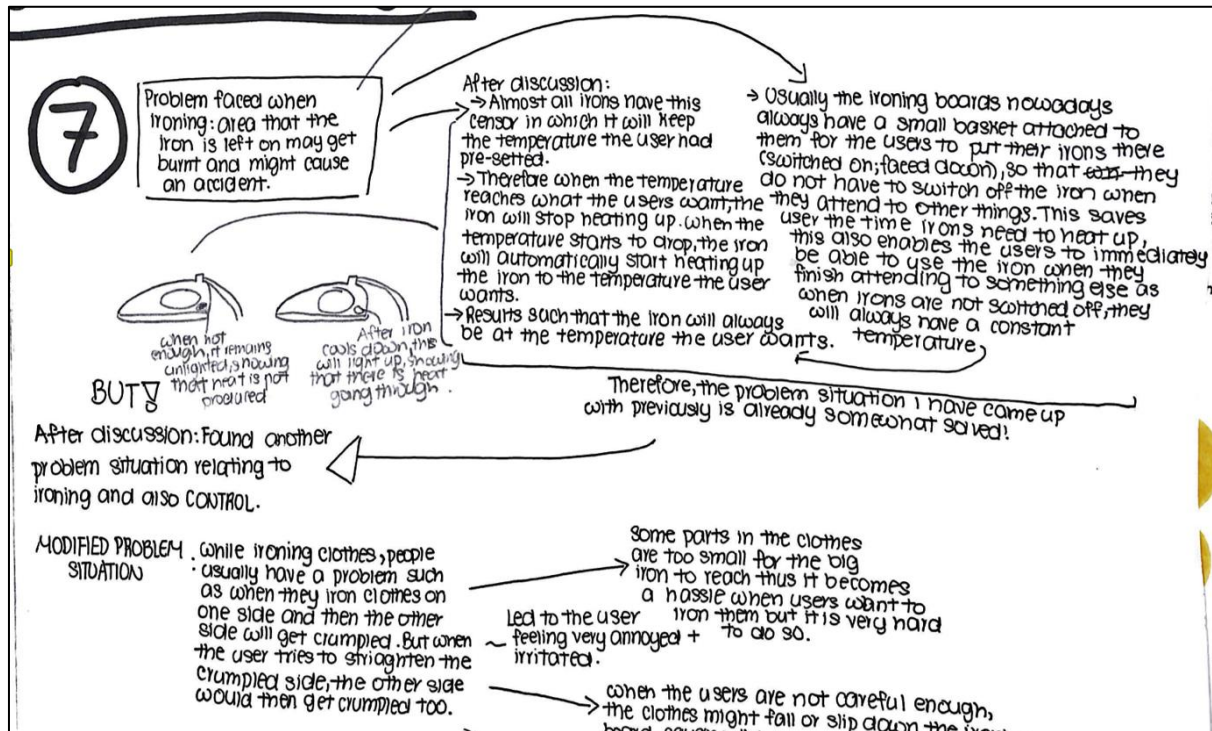 7
Problem faced when
ironing: area that the
iron is left on may get
burnt and might cause
an accident.
After discussion:
→ Almost all irons have this
censor in which it will keep
the temperature the user had
pre-setted.
→ Therefore when the temperature
reaches what the users want, the
iron will stop heating up. when the
temperature starts to drop, the iron
will automatically start heating up
the iron to the temperature the user
wants.
→ Results such that the iron will always
be at the temperature the user wants.
→ Usually the ironing boards nowadays
always have a small basket attached to
them for the users to put their irons there
(switched on; faced down), so that they
do not have to switch off the iron when
they attend to other things. This saves
user the time irons need to heat up,
this also enables the users to immediately
be able to use the iron when they
finish attending to something else as
when irons are not switched off, they
will always have a constant
temperature
when hot
enough, it remains
unlighted, showing
that heat is not
procured
After iron
cools down, this
will light up, showing
that there is heat
going through.
BUT!
Therefore, the problem situation i have came up
with previously is already somewhat solved!
After discussion: Found another
problem situation relating to
ironing and also CONTROL.
MODIFIED PROBLEM
SITUATION
: while ironing clothes, people
usually have a problem such
as when they iron clothes on
one side and then the other
side will get crumpled. But when
the user tries to striaghten the
crumpled side, the other side
would then get crumpled too.
Led to the user
feeling very annoyed +
irritated.
some parts in the clothes
are too small for the big
iron to reach thus it becomes
a hassle when users want to
iron them but it is very hard
to do so.
when the users are not careful enough,
the clothes might fall or slip down the
board